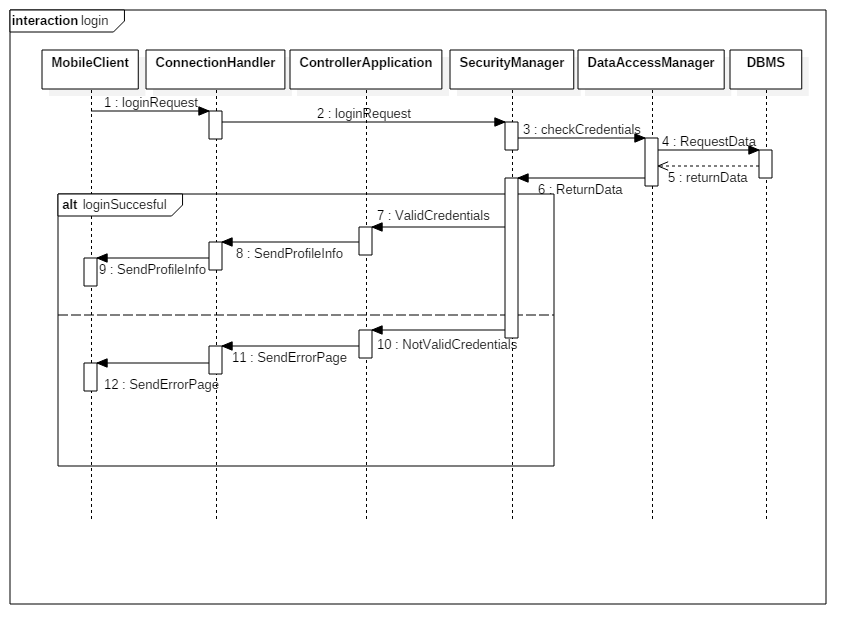 interaction login
MobileClient
ConnectionHandler
ControllerApplication
SecurityManager
DataAccessManager
DBMS
1 : loginRequest
2 : loginRequest
3 : checkCredentials
4 : RequestData
5 : returnData
6 : ReturnData
alt loginSuccesful
7 : ValidCredentials
8 : SendProfileInfo
9 : SendProfileInfo
10 : NotValidCredentials
11 : SendErrorPage
12 : SendErrorPage